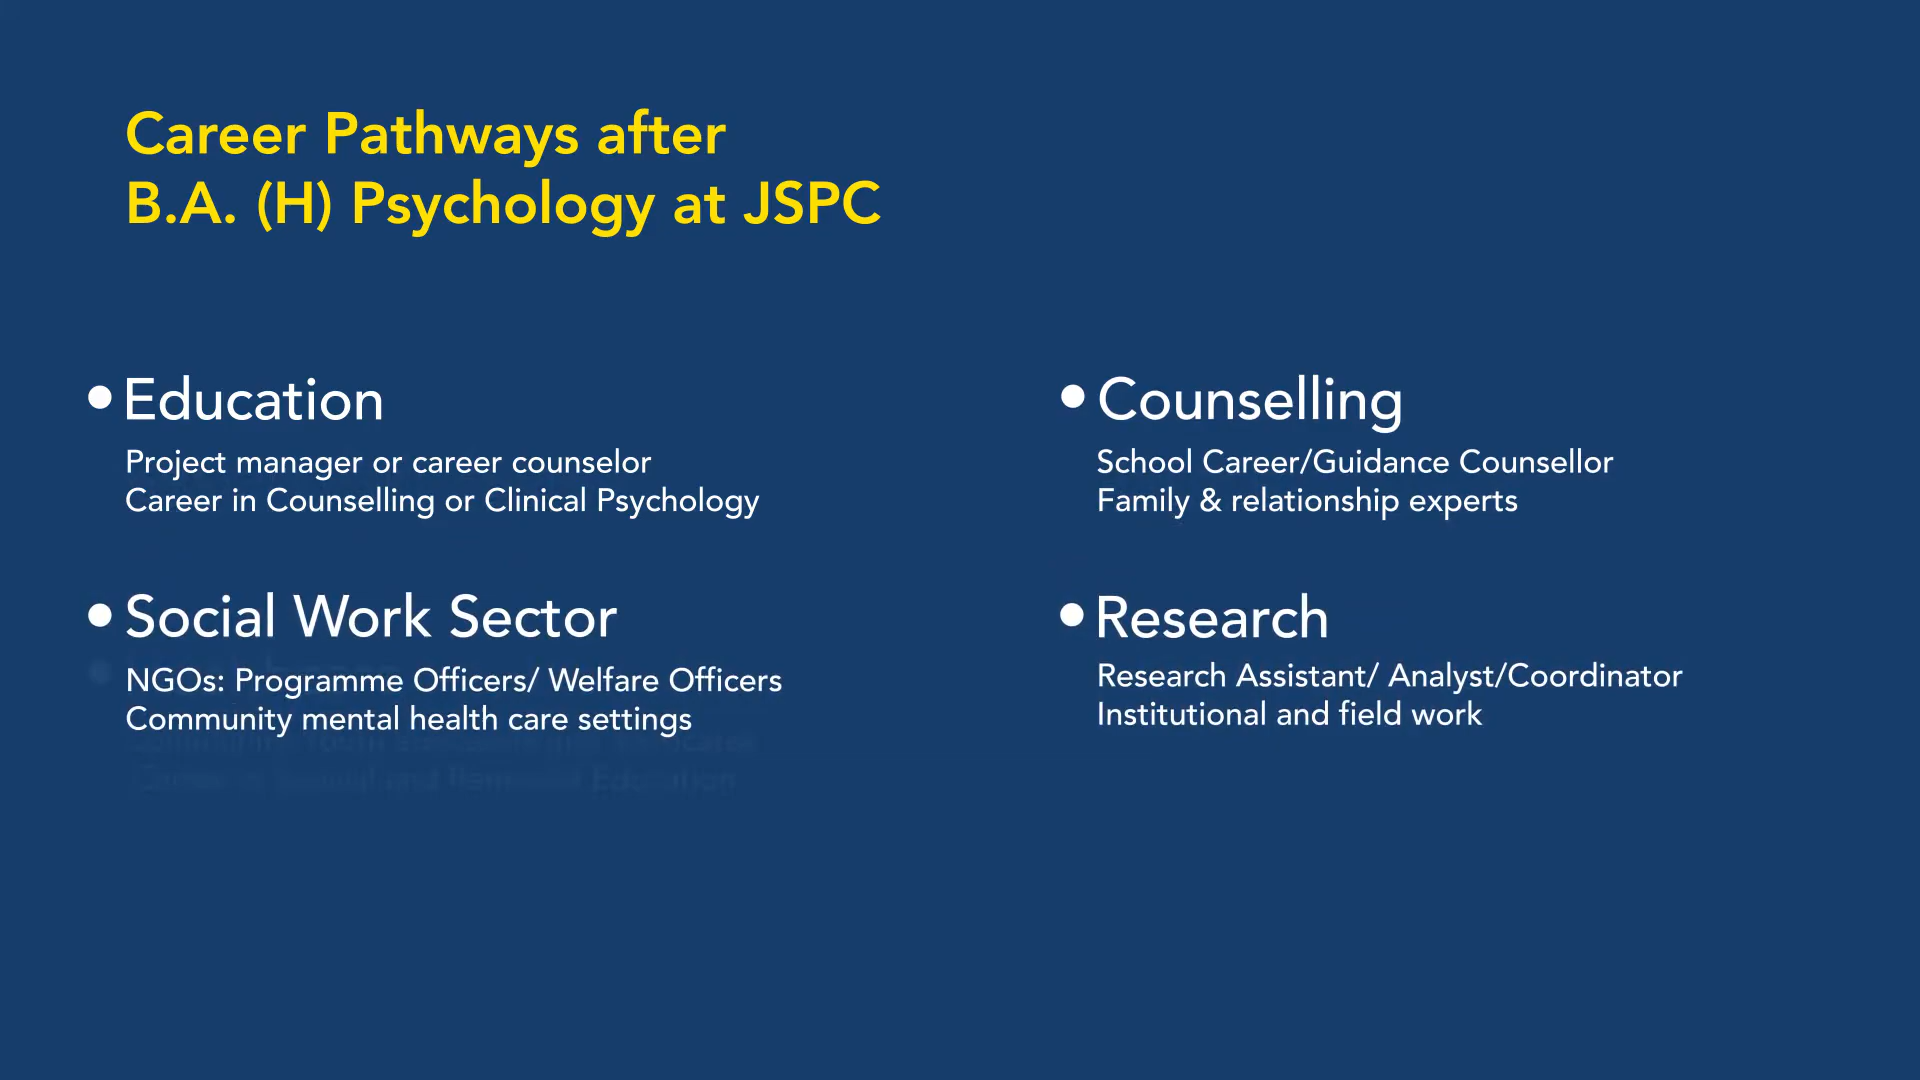 Career Pathways after
B.A. (H) Psychology at JSPC
Education
Project manager or career counselor
Career in Counselling or Clinical Psychology
Counselling
School Career/Guidance Counsellor
Family & relationship experts
Social Work Sector
NGOs: Programme Officers/ Welfare Officers
Community mental health care settings
Research
Research Assistant/ Analyst/Coordinator
Institutional and field work